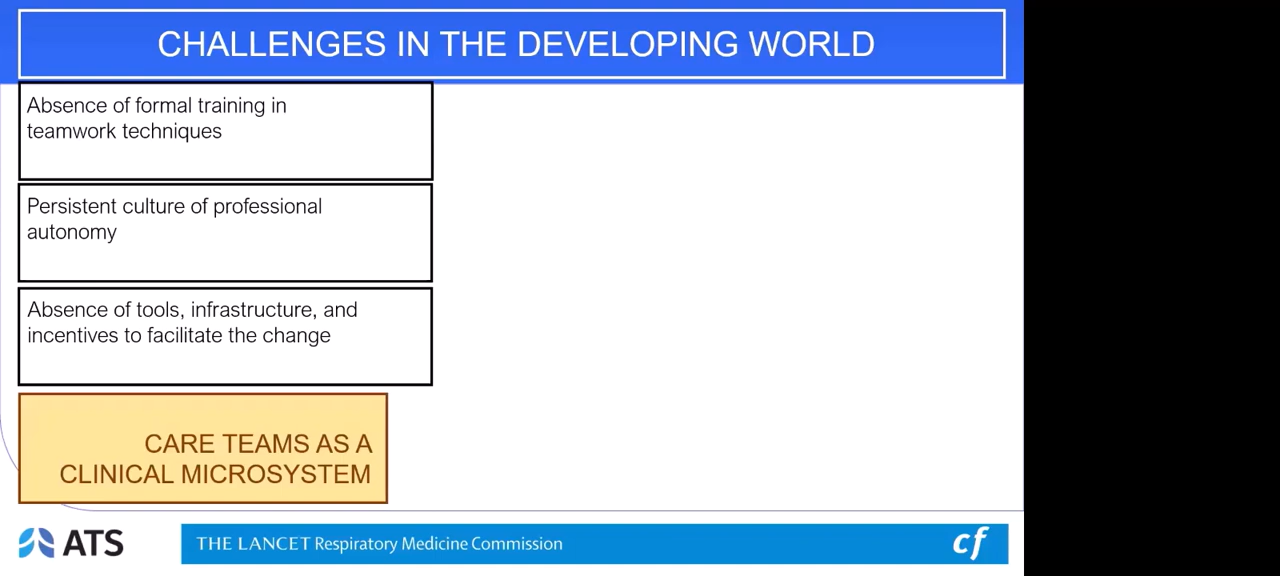 CHALLENGES IN THE DEVELOPING WORLD
Absence of formal training in
teamwork techniques
Persistent culture of professional
autonomy
Absence of tools, infrastructure, and
incentives to facilitate the change
CARE TEAMS AS A
CLINICAL MICROSYSTEM
ATS
THE LANCET Respiratory Medicine Commission
cf